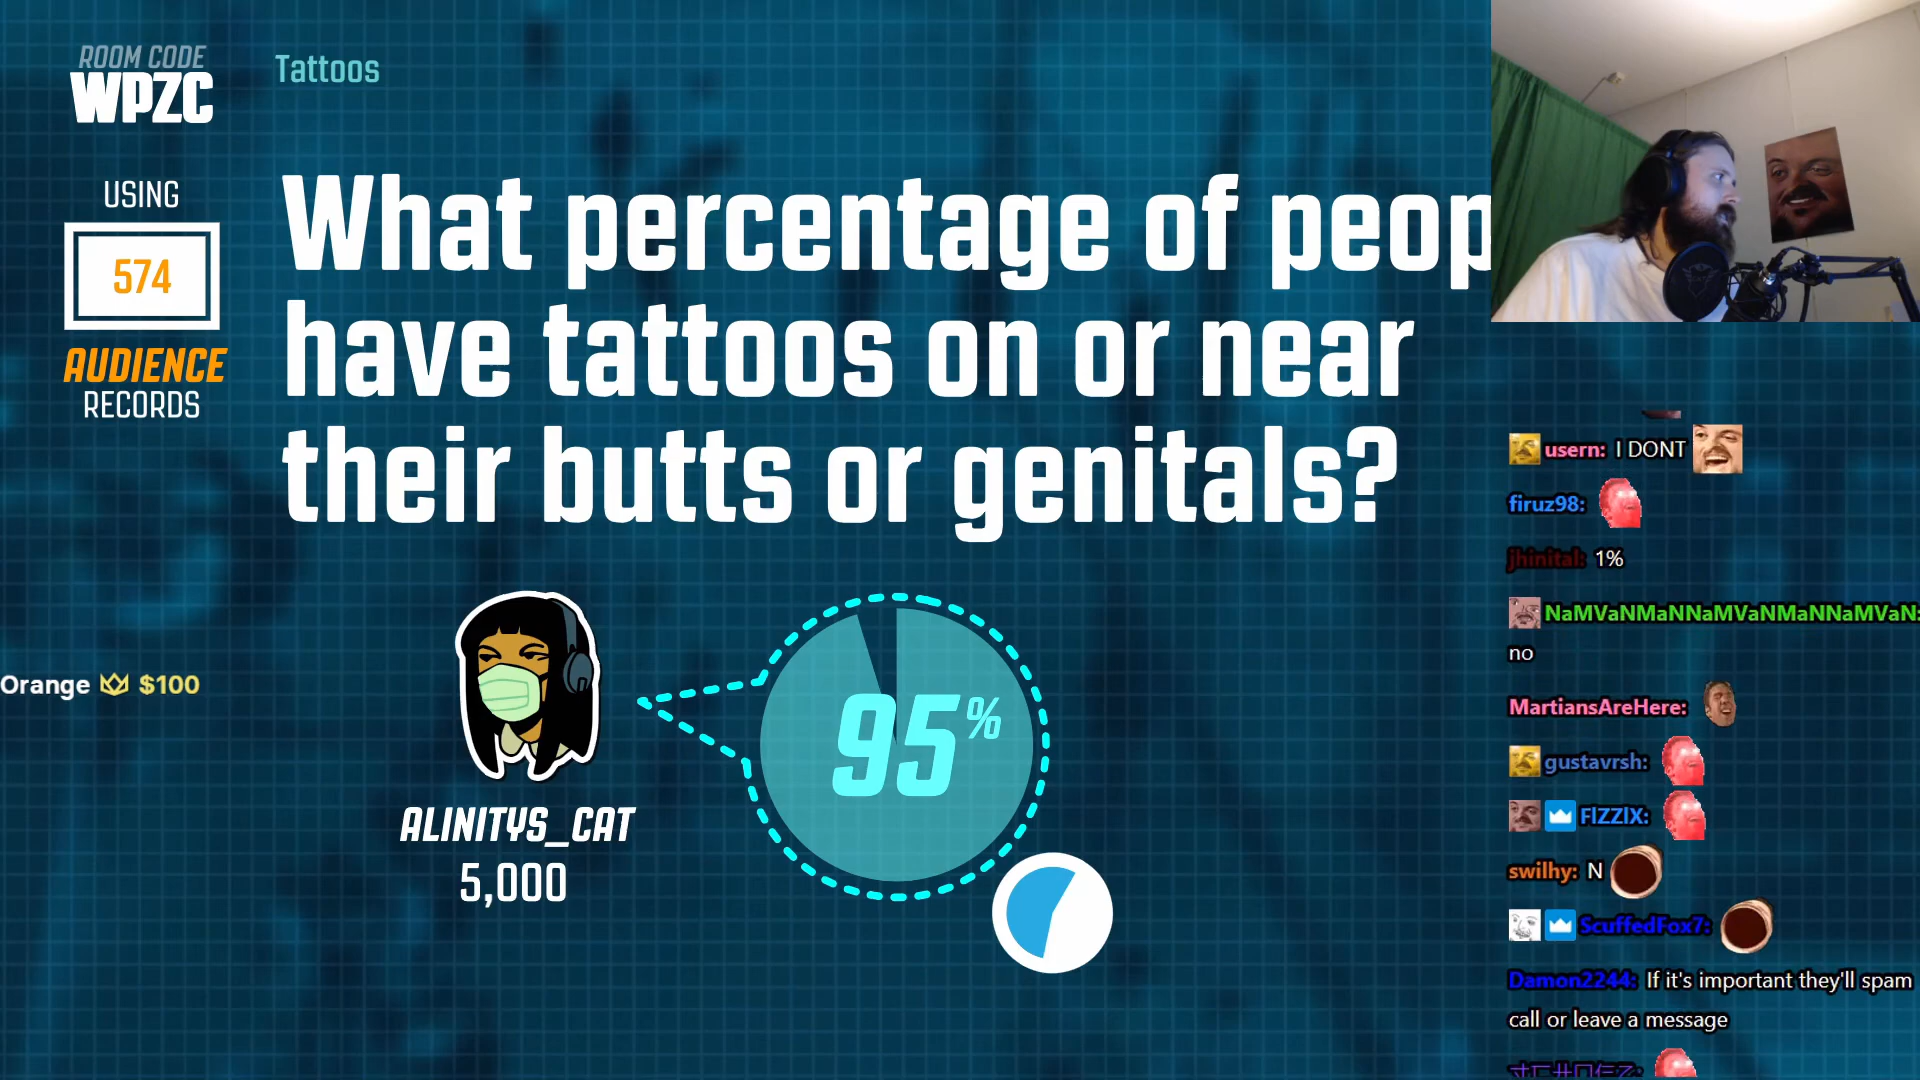 ROOM CODE
WPZC
Tattoos
USING
574
AUDIENCE
RECORDS
What percentage of peop
have tattoos on or near
their butts or genitals?
95%
ALINITYS_CAT
5,000
Orange $100
usern: I DONT
firuz98:
jhinital: 1%
NaMVaNMaNNaMVaNMaNNaMVaN:
no
MartiansAreHere:
gustavrsh:
FlZZlX:
swilhy: N
ScuffedFox7:
Damon2244: If it's important they'll spam
call or leave a message